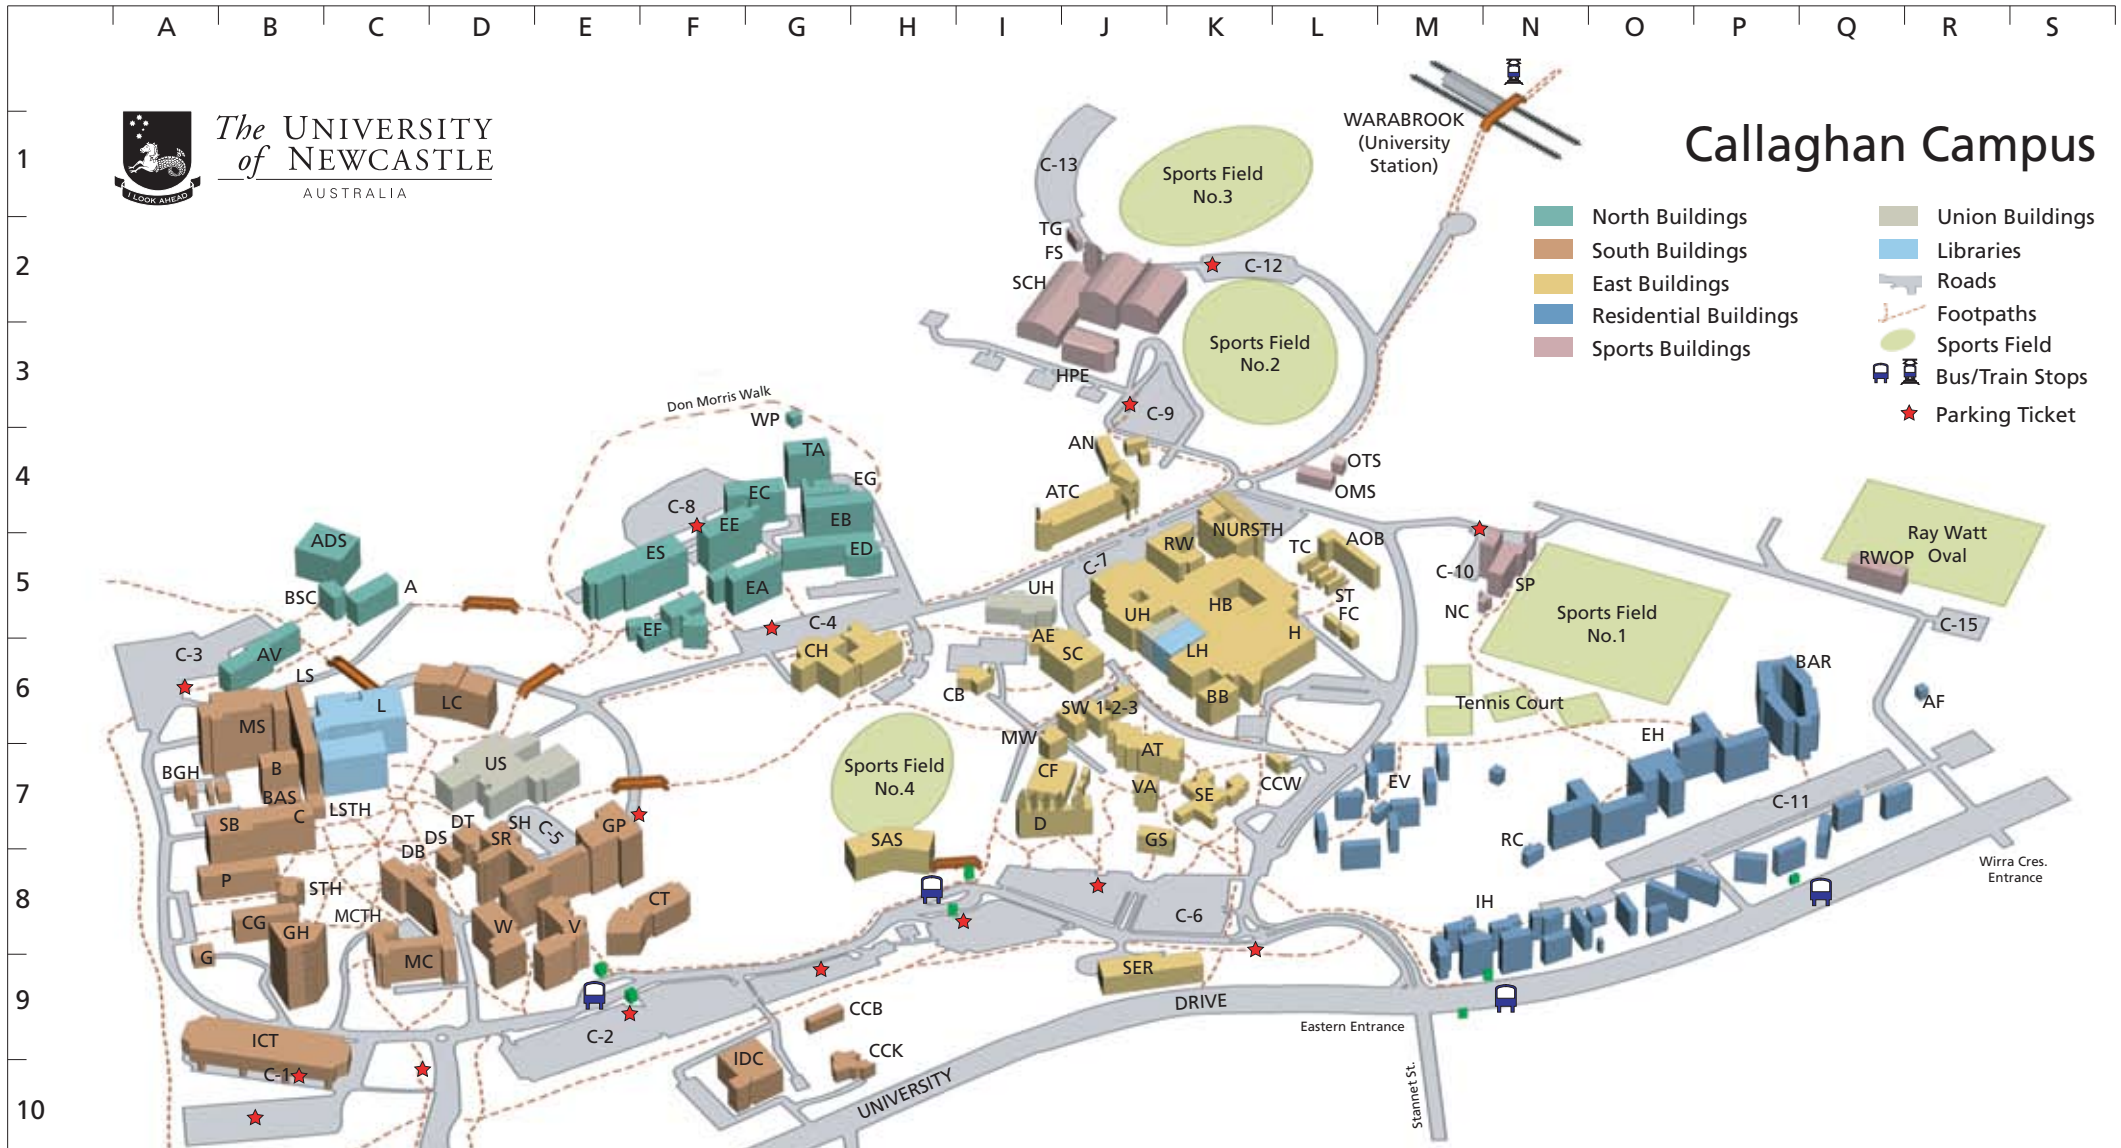 A B C D E F G H I J K L M N O P Q R S
1
2
3
4
5
6
7
8
9
10
The UNIVERSITY
of NEWCASTLE
AUSTRALIA
I LOOK AHEAD
Callaghan Campus
North Buildings
South Buildings
East Buildings
Residential Buildings
Sports Buildings
Union Buildings
Libraries
Roads
Footpaths
Sports Field
Bus/Train Stops
Parking Ticket
WARABROOK
(University
Station)
C-13
Sports Field
No.3
TG
FS
SCH
C-12
Sports Field
No.2
HPE
C-9
Don Morris Walk
WP
TA
EG
EC
C-8
EE
EB
ES
ED
EA
EF
C-4
CH
AN
ATC
OTS
OMS
NURSTH
RW
TC
AOB
C-7
UH
UH
HB
ST
FC
H
LH
AE
SC
CB
BB
SW 1-2-3
MW
AT
CF
VA
SE
CCW
D
GS
C-10
SP
NC
Sports Field
No.1
Ray Watt
Oval
RWOP
C-15
Tennis Court
BAR
AF
EH
EV
C-11
RC
IH
Wirra Cres.
Entrance
ADS
BSC
A
C-3
AV
LS
L
LC
MS
B
BGH
BAS
C
LSTH
SB
US
DT
SH
C-5
DS
SR
DB
GP
P
STH
MCTH
CG
GH
G
MC
W
V
CT
Sports Field
No.4
SAS
C-6
SER
DRIVE
Eastern Entrance
Stannet St.
UNIVERSITY
CCB
CCK
IDC
C-2
ICT
C-1